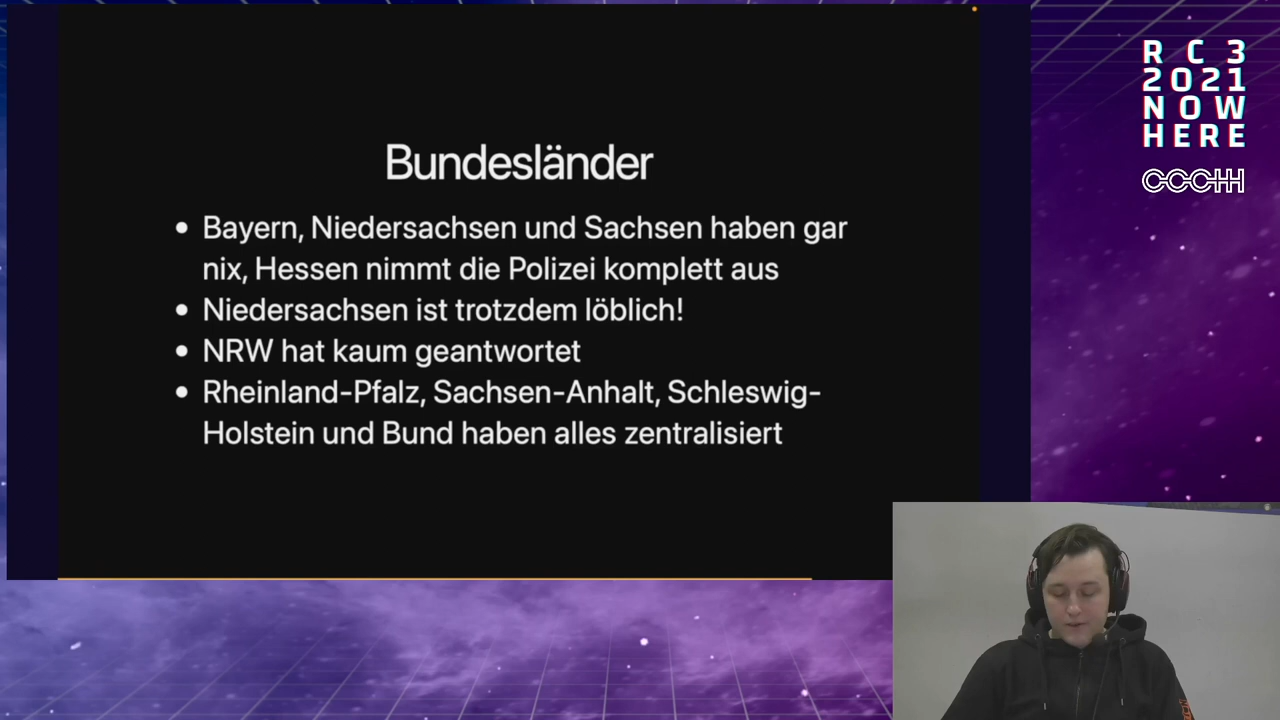 Bundesländer
• Bayern, Niedersachsen und Sachsen haben gar
nix, Hessen nimmt die Polizei komplett aus
• Niedersachsen ist trotzdem löblich!
• NRW hat kaum geantwortet
• Rheinland-Pfalz, Sachsen-Anhalt, Schleswig-
Holstein und Bund haben alles zentralisiert
RC3
2021
NOW
HERE
CCCHH